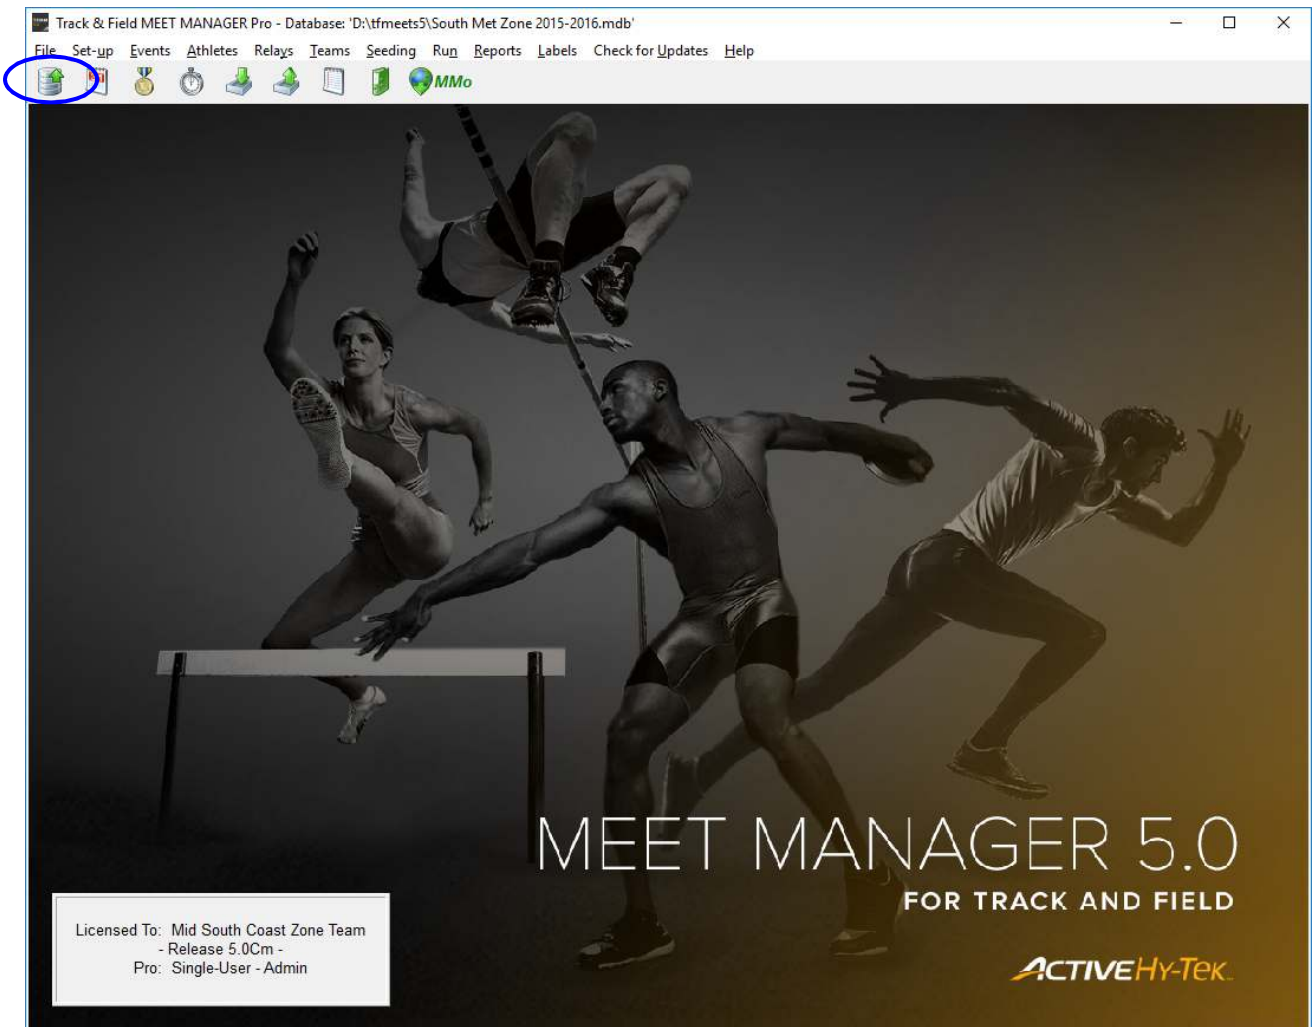 Track & Field MEET MANAGER Pro - Database: 'D:\tfmeets5\South Met Zone 2015-2016.mdb'
File Set-up Events Athletes Relays Teams Seeding Run Reports Labels Check for Updates Help
MMo
MEET MANAGER 5.0
FOR TRACK AND FIELD
Licensed To: Mid South Coast Zone Team
- Release 5.0Cm -
Pro: Single-User - Admin
ACTIVE HY-TEK